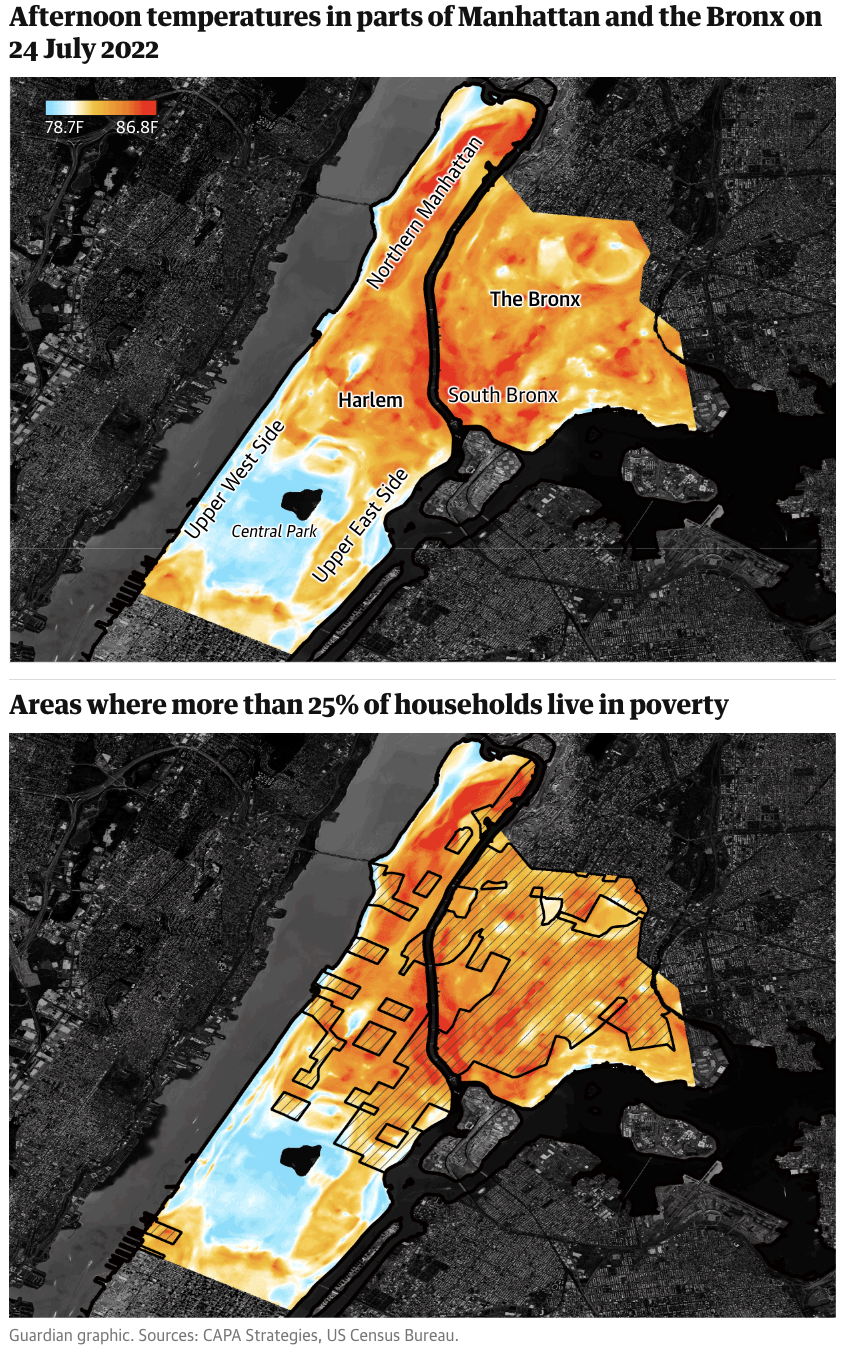 Afternoon temperatures in parts of Manhattan and the Bronx on
24 July 2022
78.7F 86.8F
Northern Manhattan
The Bronx
South Bronx
Harlem
Upper West Side
Central Park
Upper East Side
Areas where more than 25% of households live in poverty
Guardian graphic. Sources: CAPA Strategies, US Census Bureau.